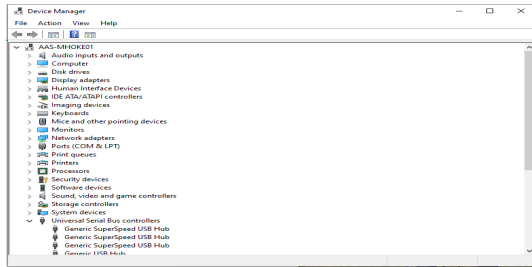 Device Manager
File Action View Help
AAS-MHOKE01
Audio inputs and outputs
Computer
Disk drives
Display adapters
Human Interface Devices
IDE ATA/ATAPI controllers
Imaging devices
Keyboards
Mice and other pointing devices
Monitors
Network adapters
Ports (COM & LPT)
Print queues
Printers
Processors
Security devices
Software devices
Sound, video and game controllers
Storage controllers
System devices
Universal Serial Bus controllers
Generic SuperSpeed USB Hub
Generic SuperSpeed USB Hub
Generic SuperSpeed USB Hub
Generic USB Hub